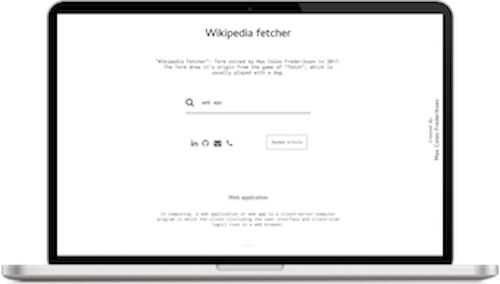 Wikipedia fetcher
"Wikipedia Fetcher"- Term coined by Max Coles Frederiksen in 2017.
The Term drew it's origin from the game of "fetch", which is
usually played with a dog.
web app
Random Article
Created By:
Max Coles Frederiksen
Web application
In computing, a web application or web app is a client-server computer
program in which the client (including the user interface and client-side
logic) runs in a web browser.